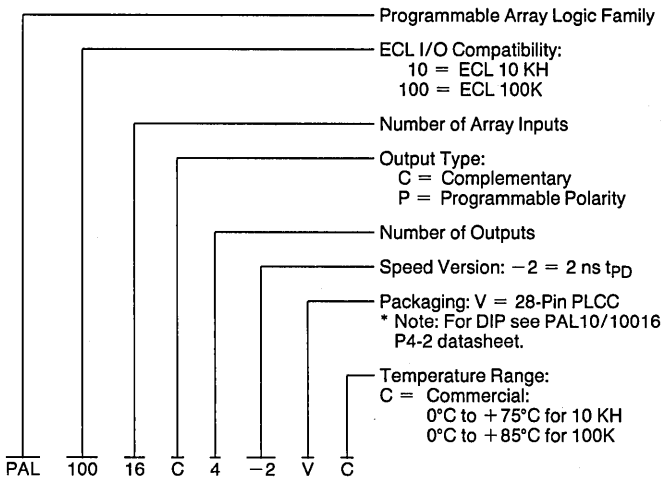 Programmable Array Logic Family
ECL I/O Compatibility:
10 = ECL 10 KH
100 = ECL 100K
Number of Array Inputs
Output Type:
C = Complementary
P = Programmable Polarity
Number of Outputs
Speed Version: −2 = 2 ns tPD
Packaging: V = 28-Pin PLCC
* Note: For DIP see PAL10/10016
P4-2 datasheet.
Temperature Range:
C = Commercial:
0°C to +75°C for 10 KH
0°C to +85°C for 100K
PAL 100 16 C 4 −2 V C